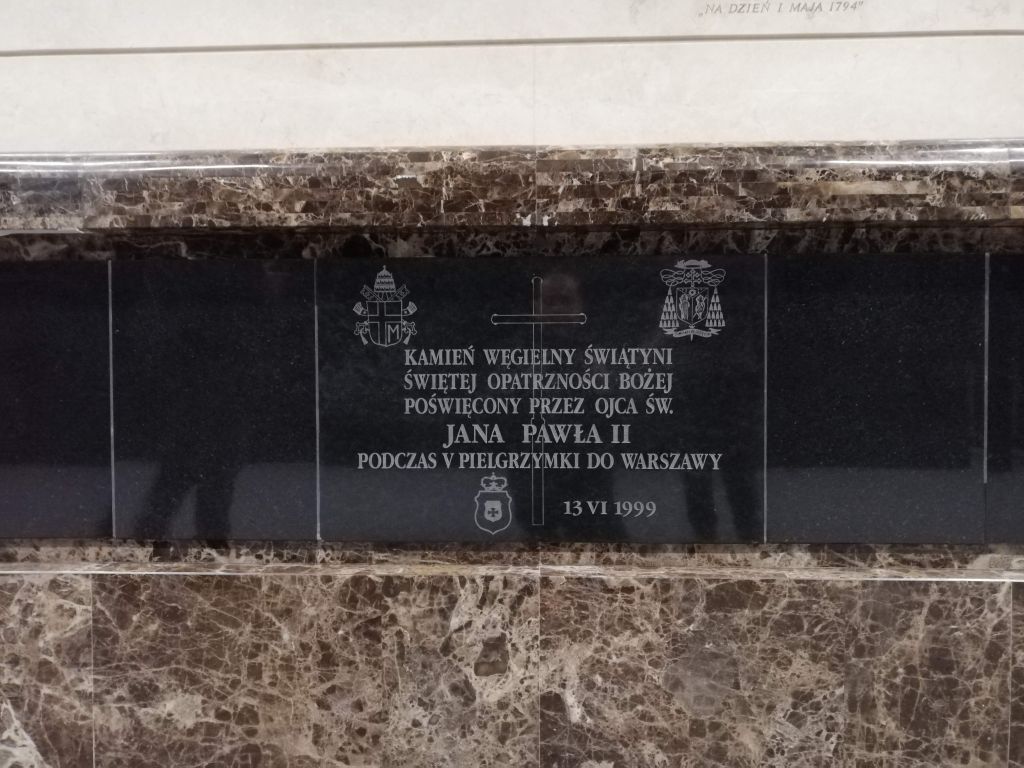 „NA DZIEŃ 1 MAJA 1794”
KAMIEŃ WĘGIELNY ŚWIĄTYNI
ŚWIĘTEJ OPATRZNOŚCI BOŻEJ
POŚWIĘCONY PRZEZ OJCA ŚW.
JANA PAWŁA II
PODCZAS V PIELGRZYMKI DO WARSZAWY
13 VI 1999
M